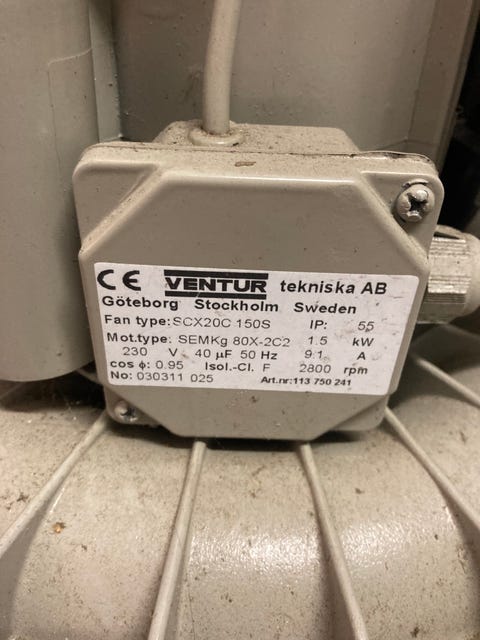 CE VENTUR tekniska AB
Göteborg Stockholm Sweden
Fan type: SCX20C 150S IP: 55
Mot.type: SEMKg 80X-2C2 1.5 kW
230 V 40 µF 50 Hz 9.1 A
cos ϕ: 0.95 Isol.-Cl. F 2800 rpm
No: 030311 025 Art.nr:113 750 241